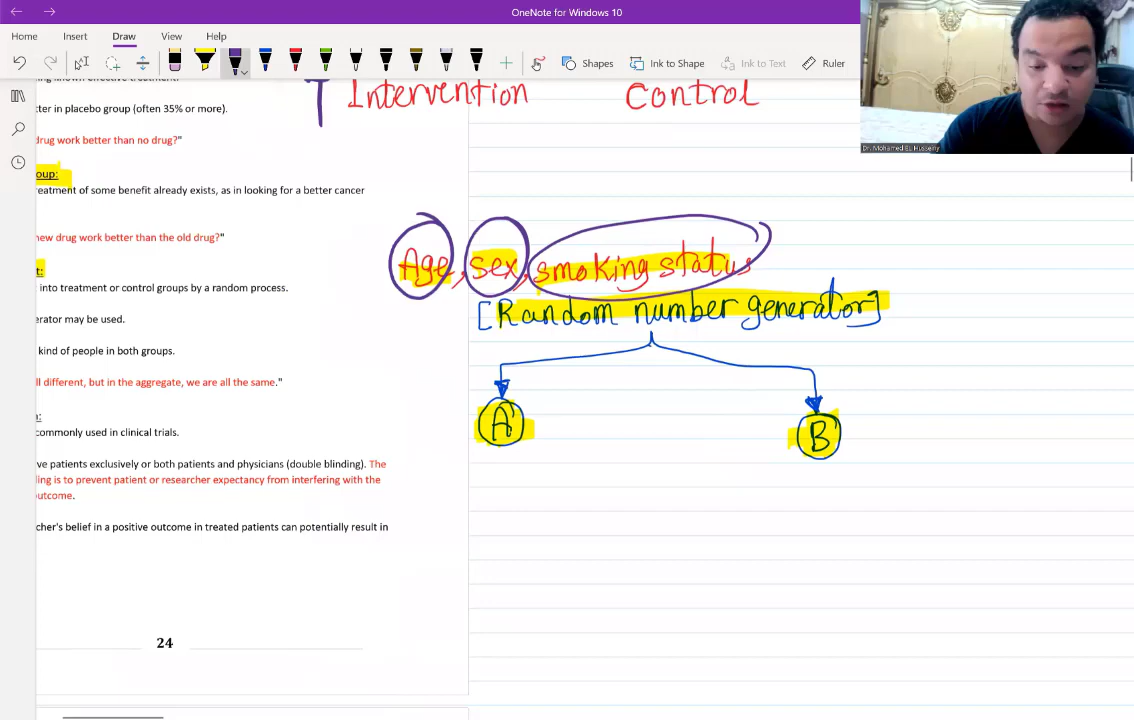 OneNote for Windows 10
Home Insert Draw View Help
Shapes Ink to Shape Ink to Text Ruler
Dr. Mohamed EL Husseiny
Intervention Control
tter in placebo group (often 35% or more).
drug work better than no drug?"
oup:
reatment of some benefit already exists, as in looking for a better cancer
new drug work better than the old drug?"
t:
into treatment or control groups by a random process.
erator may be used.
kind of people in both groups.
ll different, but in the aggregate, we are all the same."
n:
commonly used in clinical trials.
ve patients exclusively or both patients and physicians (double blinding). The
ling is to prevent patient or researcher expectancy from interfering with the
outcome.
cher's belief in a positive outcome in treated patients can potentially result in
24
Age, sex, smoking status
[Random number generator]
A B